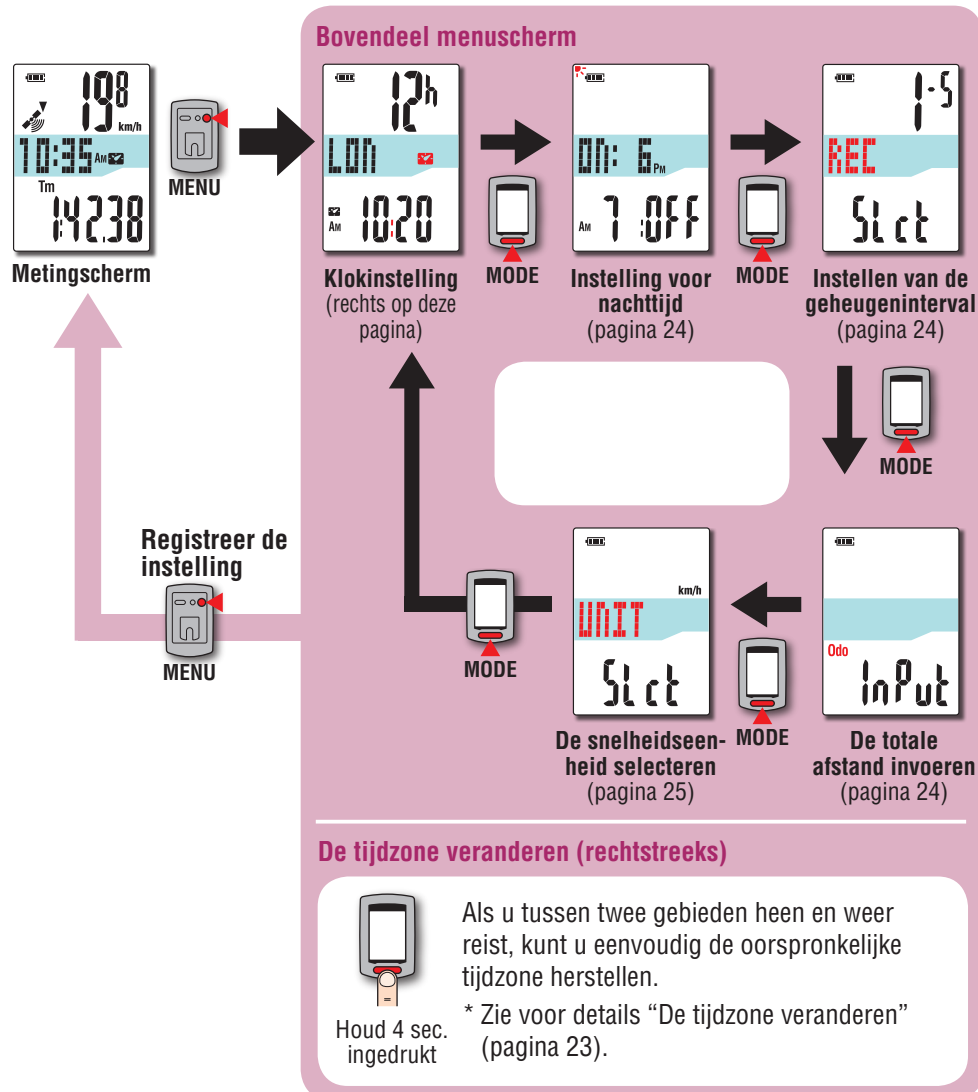 Bovendeel menuscherm
19 8
km/h
10:35 AM
Tm
1:42.38
Metingscherm
MENU
12h
LON
AM 10:20
Klokinstelling
(rechts op deze
pagina)
MODE
ON: 6 PM
AM 7 :OFF
Instelling voor
nachttijd
(pagina 24)
MODE
1-5
REC
SLct
Instellen van de
geheugeninterval
(pagina 24)
MODE
Odo
InPut
De totale
afstand invoeren
(pagina 24)
MODE
km/h
UNIT
SLct
De snelheidseen-
heid selecteren
(pagina 25)
MODE
Registreer de
instelling
MENU
De tijdzone veranderen (rechtstreeks)
Houd 4 sec.
ingedrukt
Als u tussen twee gebieden heen en weer
reist, kunt u eenvoudig de oorspronkelijke
tijdzone herstellen.
* Zie voor details “De tijdzone veranderen”
(pagina 23).